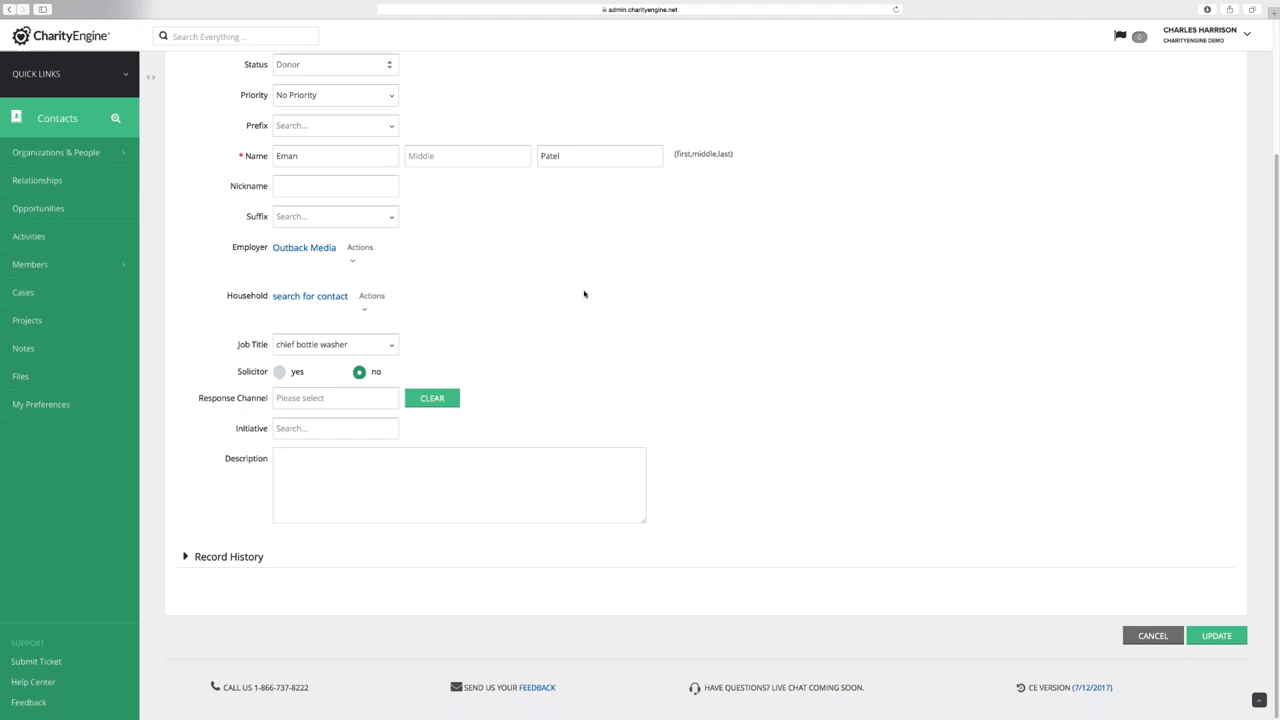 admin.charityengine.net
CharityEngine
Search Everything ...
0
CHARLES HARRISON
CHARITYENGINE DEMO
QUICK LINKS
Contacts
Organizations & People
Relationships
Opportunities
Activities
Members
Cases
Projects
Notes
Files
My Preferences
SUPPORT
Submit Ticket
Help Center
Feedback
Status Donor
Priority No Priority
Prefix Search...
* Name Eman Middle Patel (first,middle,last)
Nickname
Suffix Search...
Employer Outback Media Actions
Household search for contact Actions
Job Title chief bottle washer
Solicitor yes no
Response Channel Please select CLEAR
Initiative Search...
Description
Record History
CANCEL UPDATE
CALL US 1-866-737-8222 SEND US YOUR FEEDBACK HAVE QUESTIONS? LIVE CHAT COMING SOON. CE VERSION (7/12/2017)